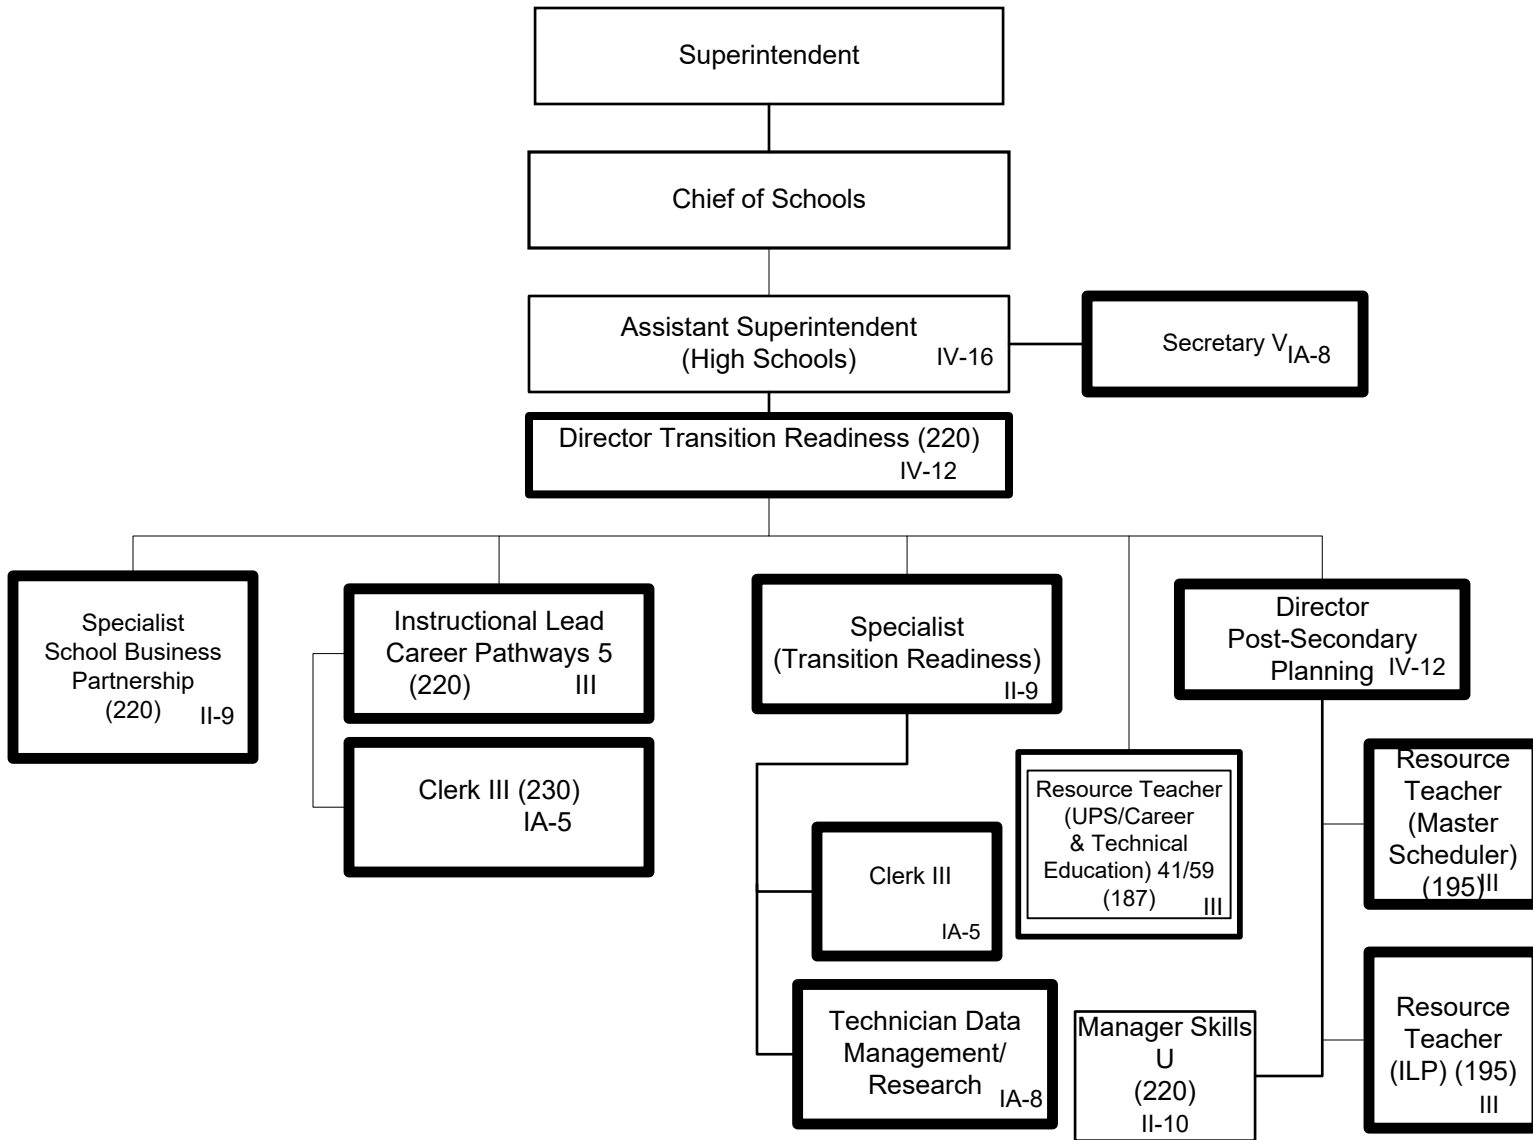 Superintendent
Chief of Schools
Assistant Superintendent
(High Schools)
IV-16
Secretary V
IA-8
Director Transition Readiness (220)
IV-12
Specialist
School Business
Partnership
(220)
II-9
Instructional Lead
Career Pathways 5
(220) III
Clerk III (230)
IA-5
Specialist
(Transition Readiness)
II-9
Clerk III
IA-5
Technician Data
Management/
Research
IA-8
Resource Teacher
(UPS/Career
& Technical
Education) 41/59
(187)
III
Director
Post-Secondary
Planning
IV-12
Resource
Teacher
(Master
Scheduler)
(195)
III
Manager Skills
U
(220)
II-10
Resource
Teacher
(ILP) (195)
III